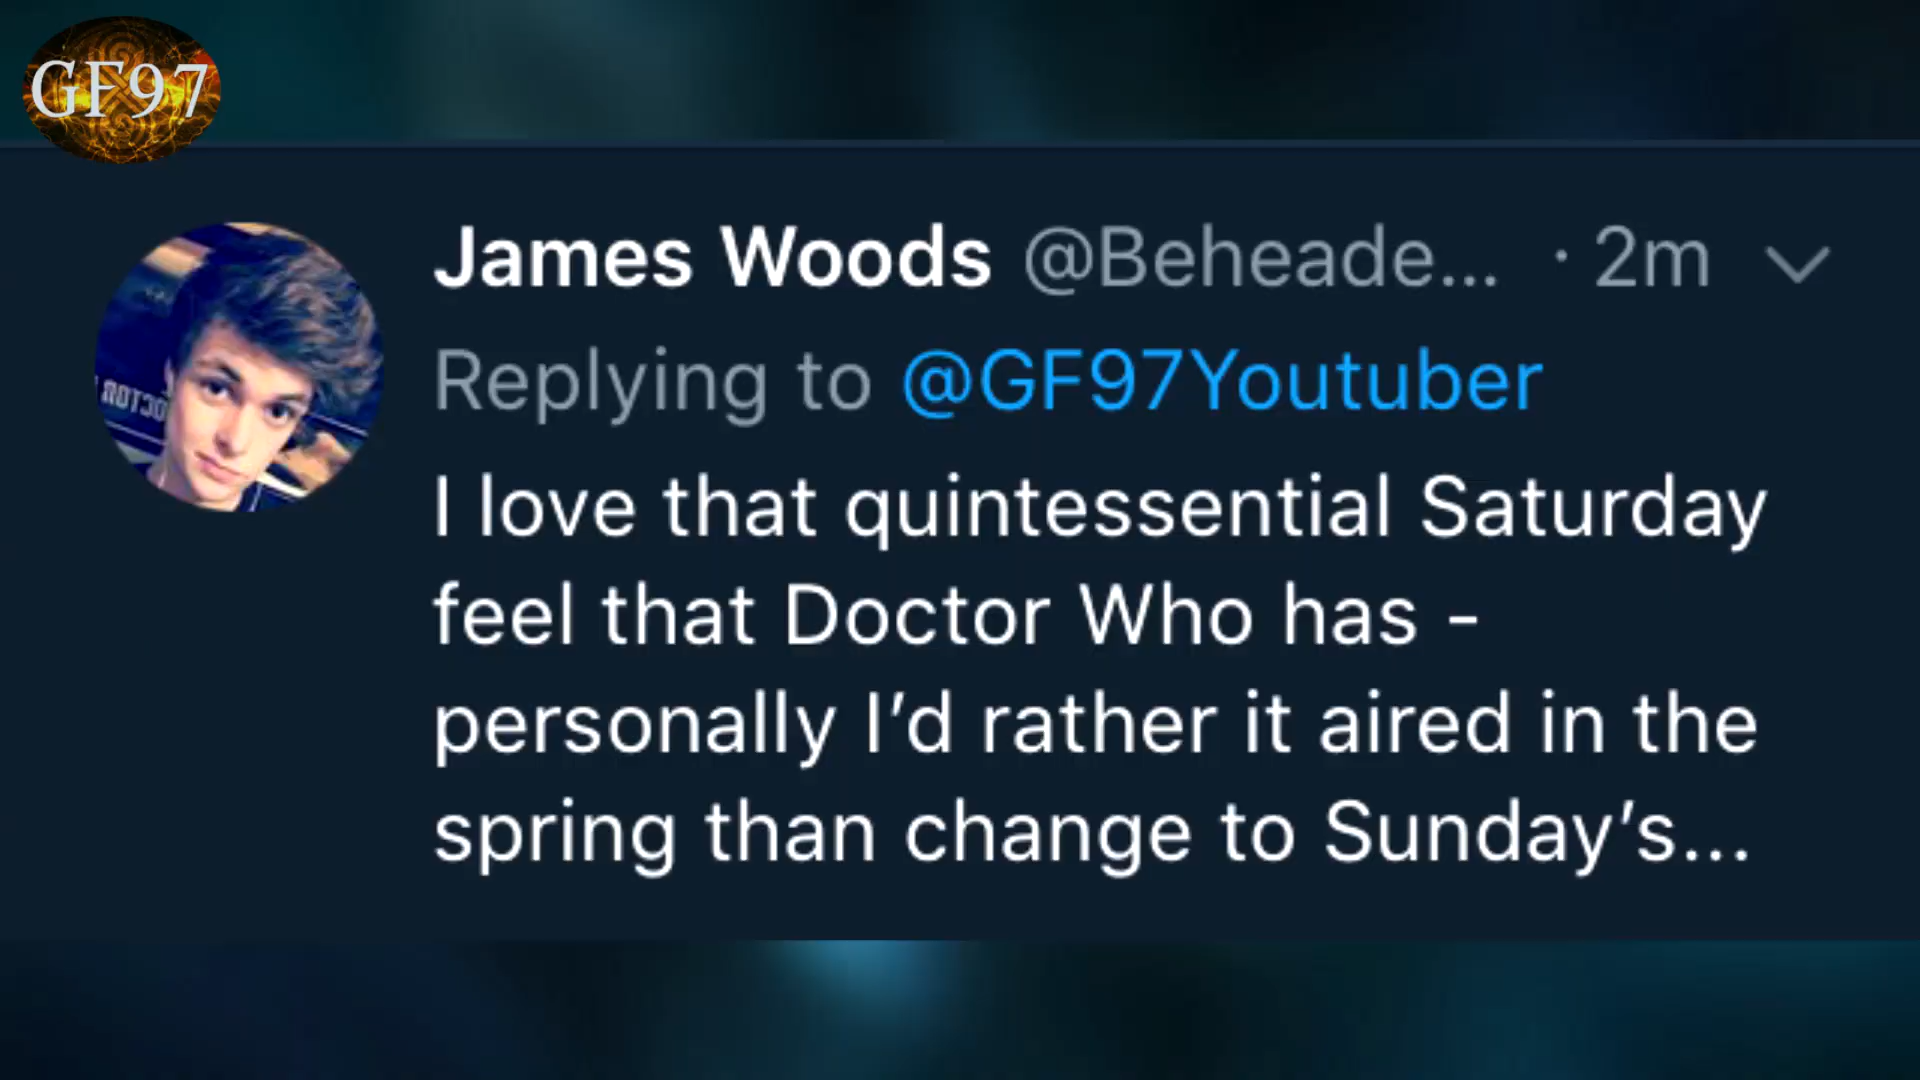 GF97
James Woods @Beheade... · 2m
Replying to @GF97Youtuber
I love that quintessential Saturday
feel that Doctor Who has -
personally I’d rather it aired in the
spring than change to Sunday’s...